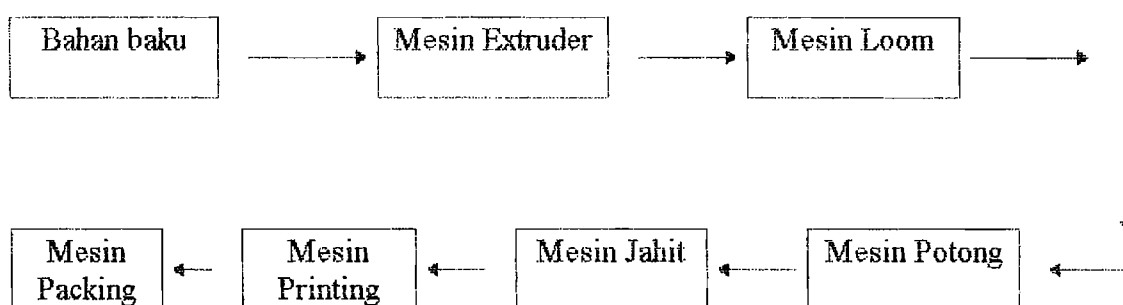 Bahan baku
Mesin Extruder
Mesin Loom
Mesin Potong
Mesin Jahit
Mesin
Printing
Mesin
Packing